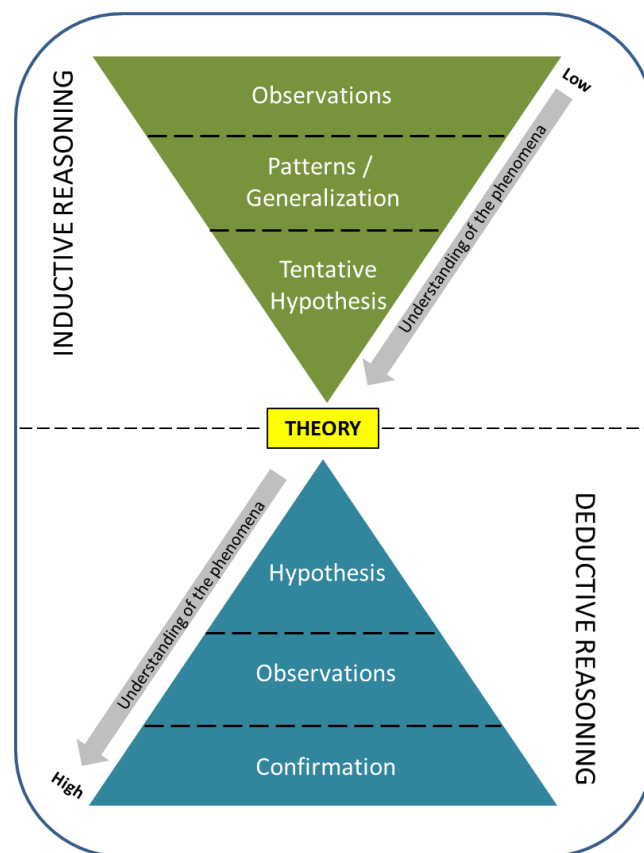 INDUCTIVE REASONING
Low
Observations
Patterns /
Generalization
Tentative
Hypothesis
Understanding of the phenomena
THEORY
Understanding of the phenomena
Hypothesis
Observations
Confirmation
High
DEDUCTIVE REASONING